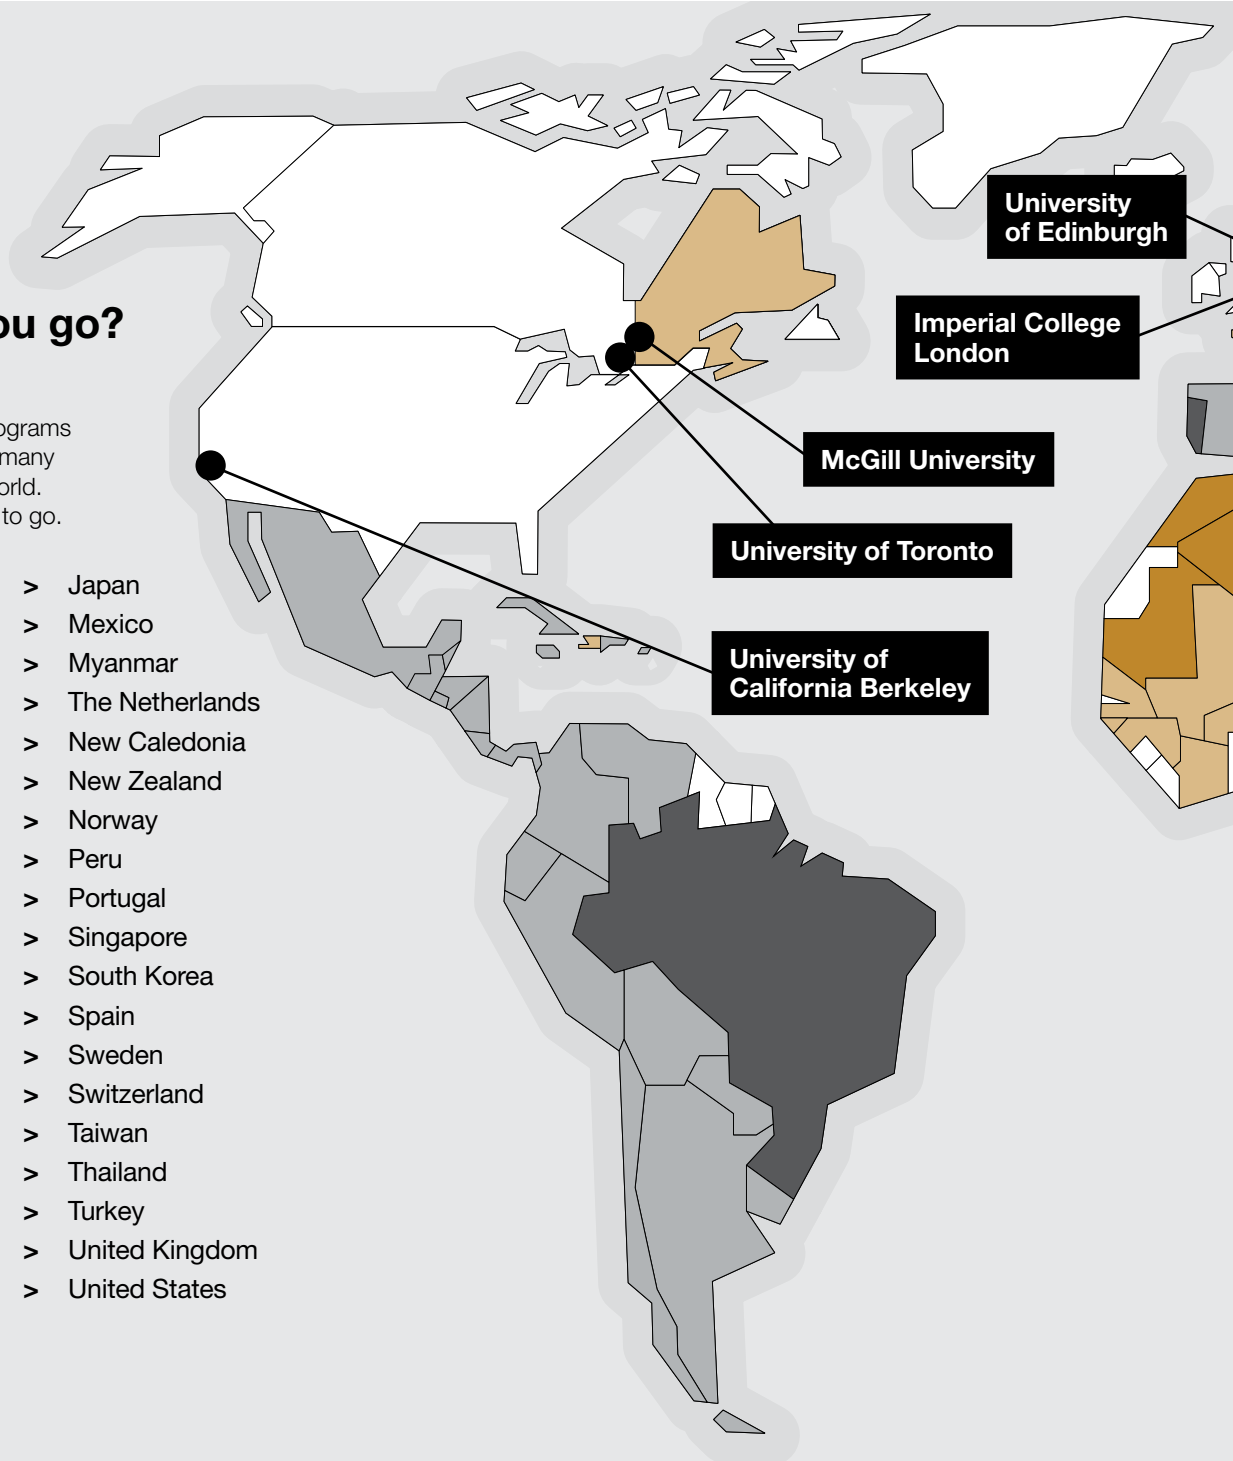 ou go?
ograms
many
orld.
to go.
> Japan
> Mexico
> Myanmar
> The Netherlands
> New Caledonia
> New Zealand
> Norway
> Peru
> Portugal
> Singapore
> South Korea
> Spain
> Sweden
> Switzerland
> Taiwan
> Thailand
> Turkey
> United Kingdom
> United States
University
of Edinburgh
Imperial College
London
McGill University
University of Toronto
University of
California Berkeley